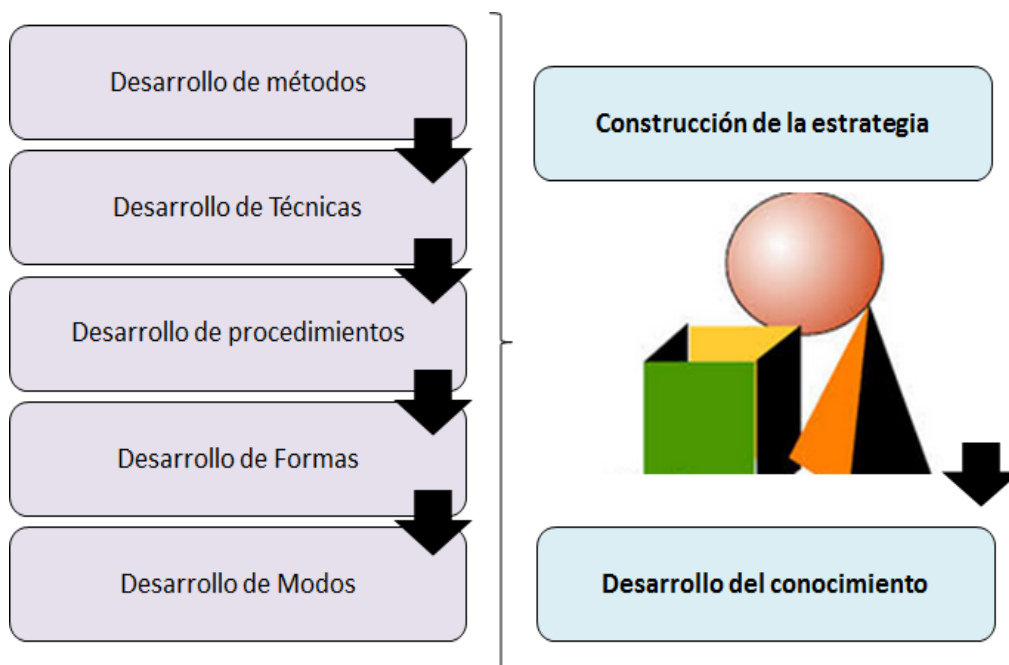 Desarrollo de métodos
Desarrollo de Técnicas
Desarrollo de procedimientos
Desarrollo de Formas
Desarrollo de Modos
Construcción de la estrategia
Desarrollo del conocimiento